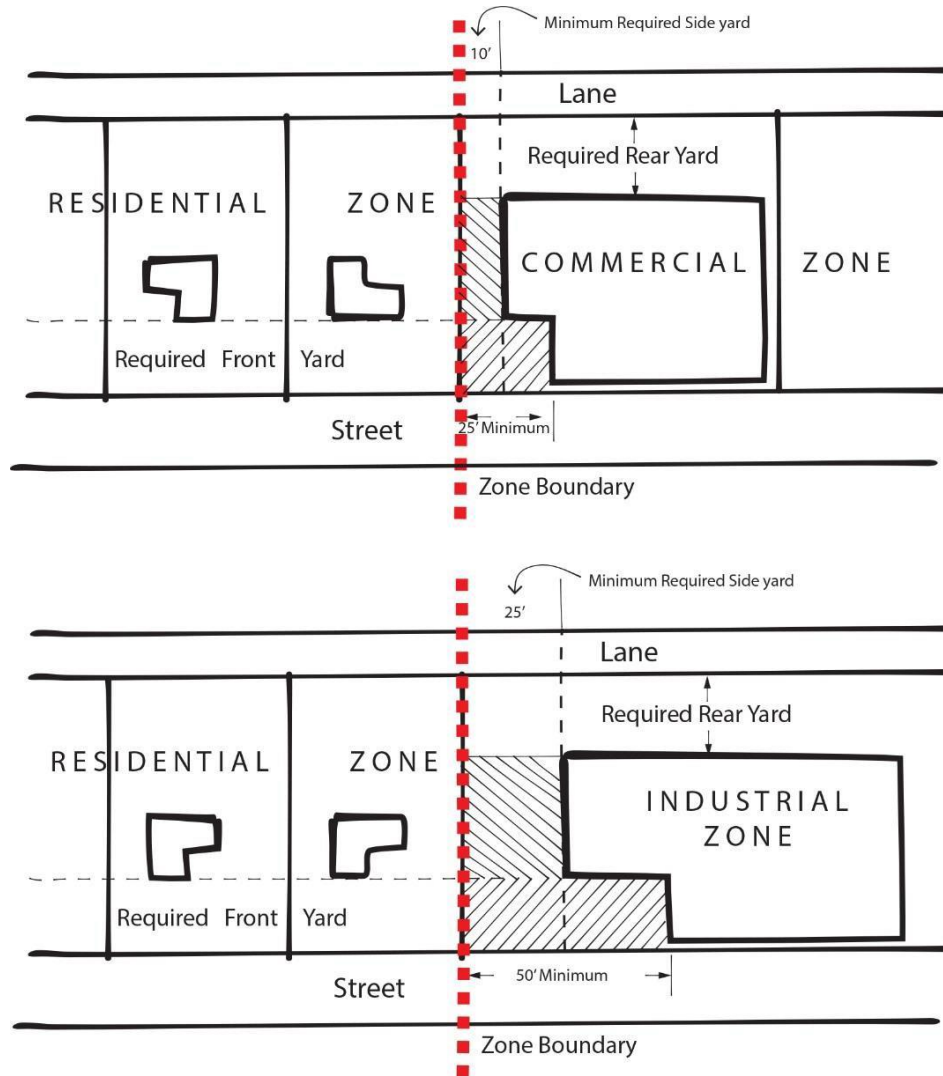 Minimum Required Side yard
10'
Lane
Required Rear Yard
RESIDENTIAL ZONE
COMMERCIAL ZONE
Required Front Yard
Street
25' Minimum
Zone Boundary
Minimum Required Side yard
25'
Lane
Required Rear Yard
RESIDENTIAL ZONE
INDUSTRIAL
ZONE
Required Front Yard
Street
50' Minimum
Zone Boundary